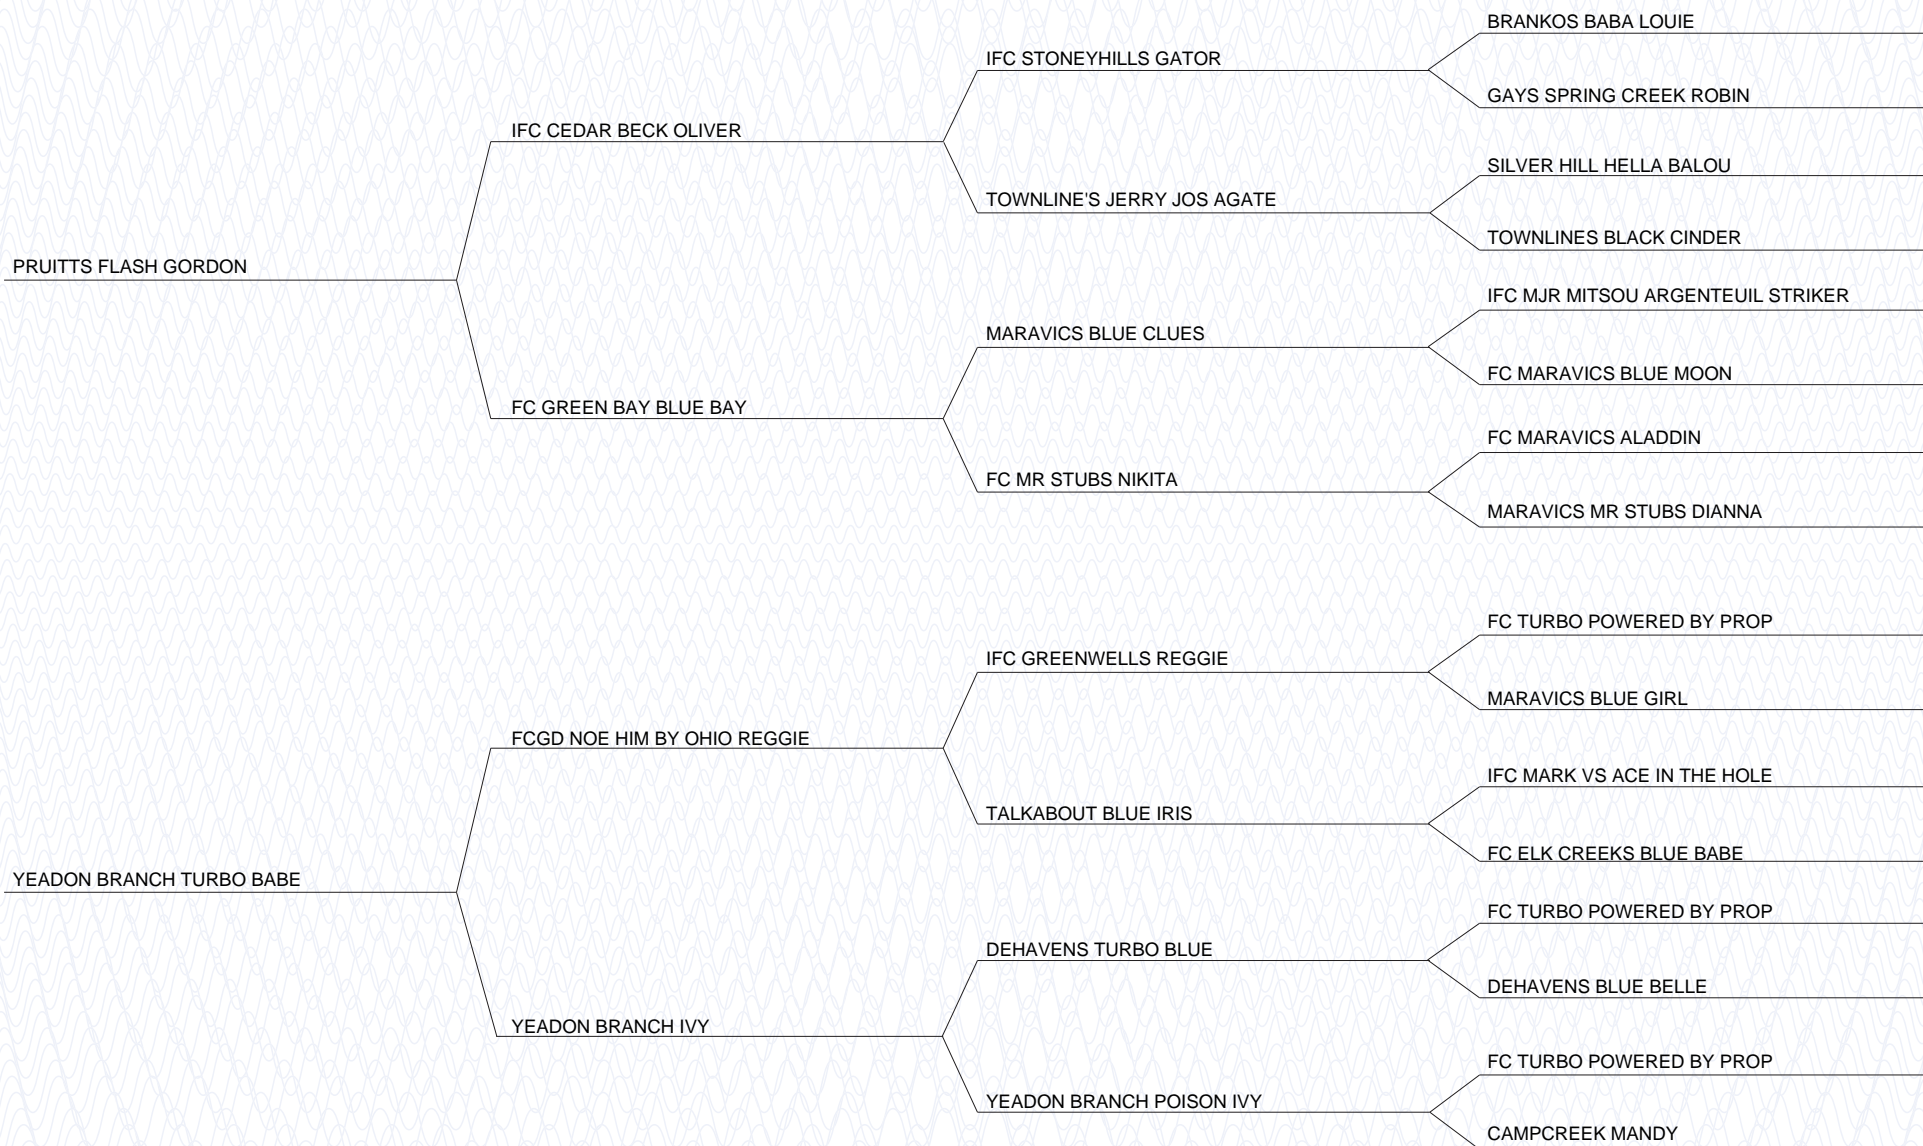 BRANKOS BABA LOUIE
IFC STONEYHILLS GATOR
GAYS SPRING CREEK ROBIN
IFC CEDAR BECK OLIVER
SILVER HILL HELLA BALOU
TOWNLINE'S JERRY JOS AGATE
TOWNLINES BLACK CINDER
PRUITTS FLASH GORDON
IFC MJR MITSOU ARGENTEUIL STRIKER
MARAVICS BLUE CLUES
FC MARAVICS BLUE MOON
FC GREEN BAY BLUE BAY
FC MARAVICS ALADDIN
FC MR STUBS NIKITA
MARAVICS MR STUBS DIANNA
FC TURBO POWERED BY PROP
IFC GREENWELLS REGGIE
MARAVICS BLUE GIRL
FCGD NOE HIM BY OHIO REGGIE
IFC MARK VS ACE IN THE HOLE
TALKABOUT BLUE IRIS
FC ELK CREEKS BLUE BABE
YEADON BRANCH TURBO BABE
FC TURBO POWERED BY PROP
DEHAVENS TURBO BLUE
DEHAVENS BLUE BELLE
YEADON BRANCH IVY
FC TURBO POWERED BY PROP
YEADON BRANCH POISON IVY
CAMPCREEK MANDY